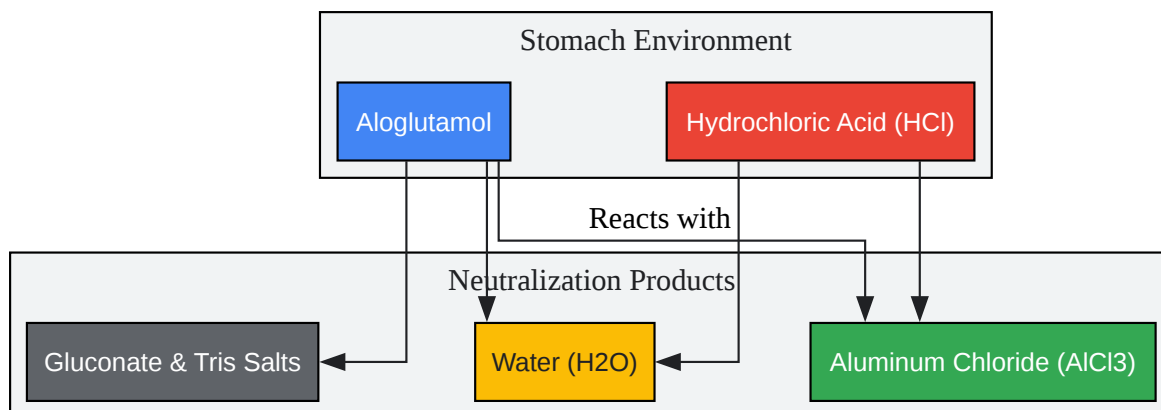 Stomach Environment
Aloglutamol
Hydrochloric Acid (HCl)
Reacts with
Neutralization Products
Gluconate & Tris Salts
Water (H2O)
Aluminum Chloride (AlCl3)